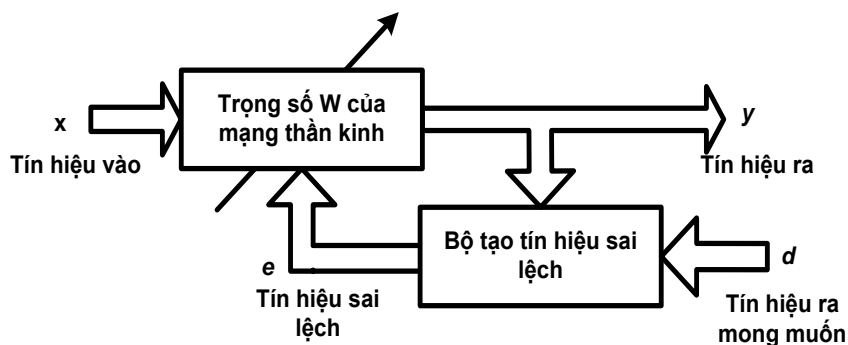 Trọng số W của
mạng thần kinh
x
Tín hiệu vào
y
Tín hiệu ra
Bộ tạo tín hiệu sai
lệch
e
Tín hiệu sai
lệch
d
Tín hiệu ra
mong muốn